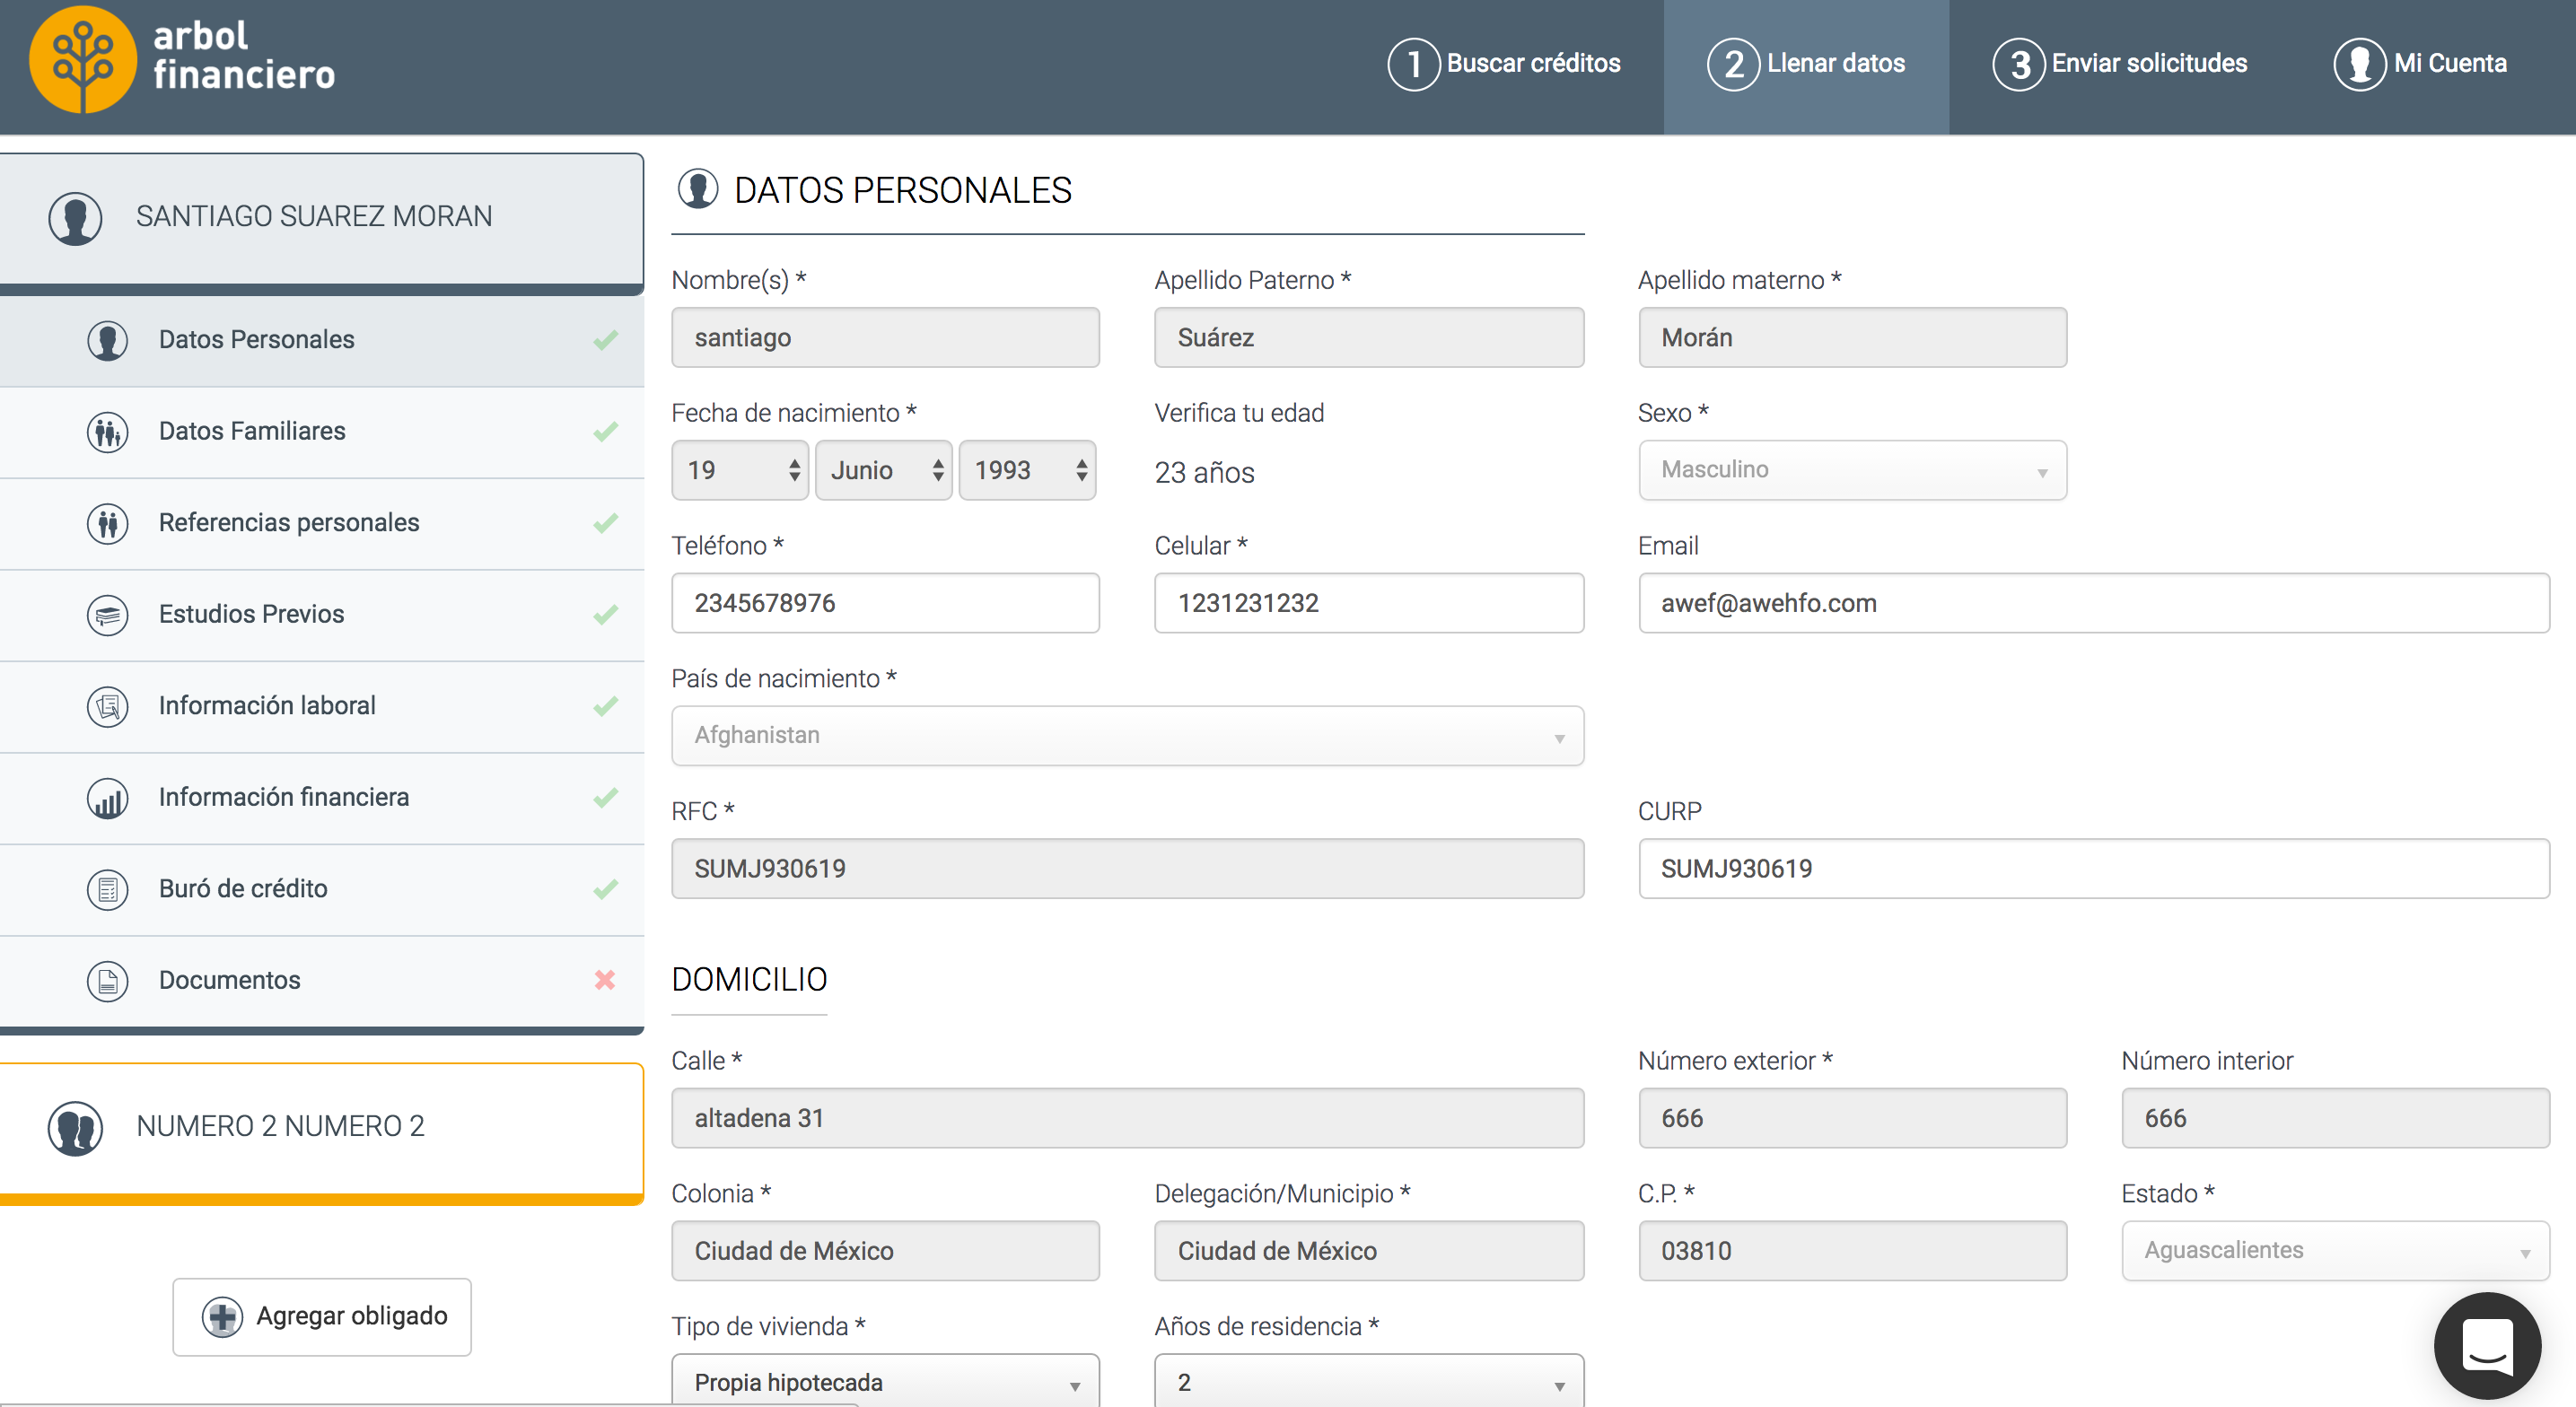 arbol
financiero
1 Buscar créditos
2 Llenar datos
3 Enviar solicitudes
Mi Cuenta
SANTIAGO SUAREZ MORAN
Datos Personales
Datos Familiares
Referencias personales
Estudios Previos
Información laboral
Información financiera
Buró de crédito
Documentos
NUMERO 2 NUMERO 2
Agregar obligado
DATOS PERSONALES
Nombre(s) * Apellido Paterno * Apellido materno *
santiago Suárez Morán
Fecha de nacimiento * Verifica tu edad Sexo *
19 Junio 1993 23 años Masculino
Teléfono * Celular * Email
2345678976 1231231232 awef@awehfo.com
País de nacimiento *
Afghanistan
RFC * CURP
SUMJ930619 SUMJ930619
DOMICILIO
Calle * Número exterior * Número interior
altadena 31 666 666
Colonia * Delegación/Municipio * C.P. * Estado *
Ciudad de México Ciudad de México 03810 Aguascalientes
Tipo de vivienda * Años de residencia *
Propia hipotecada 2